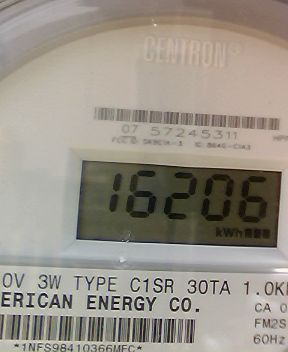 CENTRON®
07 57245311
16206
kWh
0V 3W TYPE C1SR 30TA 1.0K
ERICAN ENERGY CO.
CA 0
FM2S
60Hz
*1NFS98410366MFC*